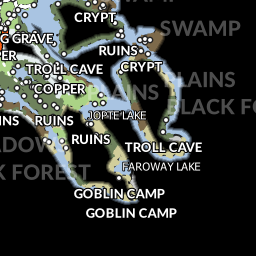 CRYPT
SWAMP
G GRAVE
RUINS
TROLL CAVE
CRYPT
COPPER
PLAINS
PLAINS
BLACK FO
JOPTE LAKE
RUINS
RUINS
TROLL CAVE
FAROWAY LAKE
K FOREST
GOBLIN CAMP
GOBLIN CAMP